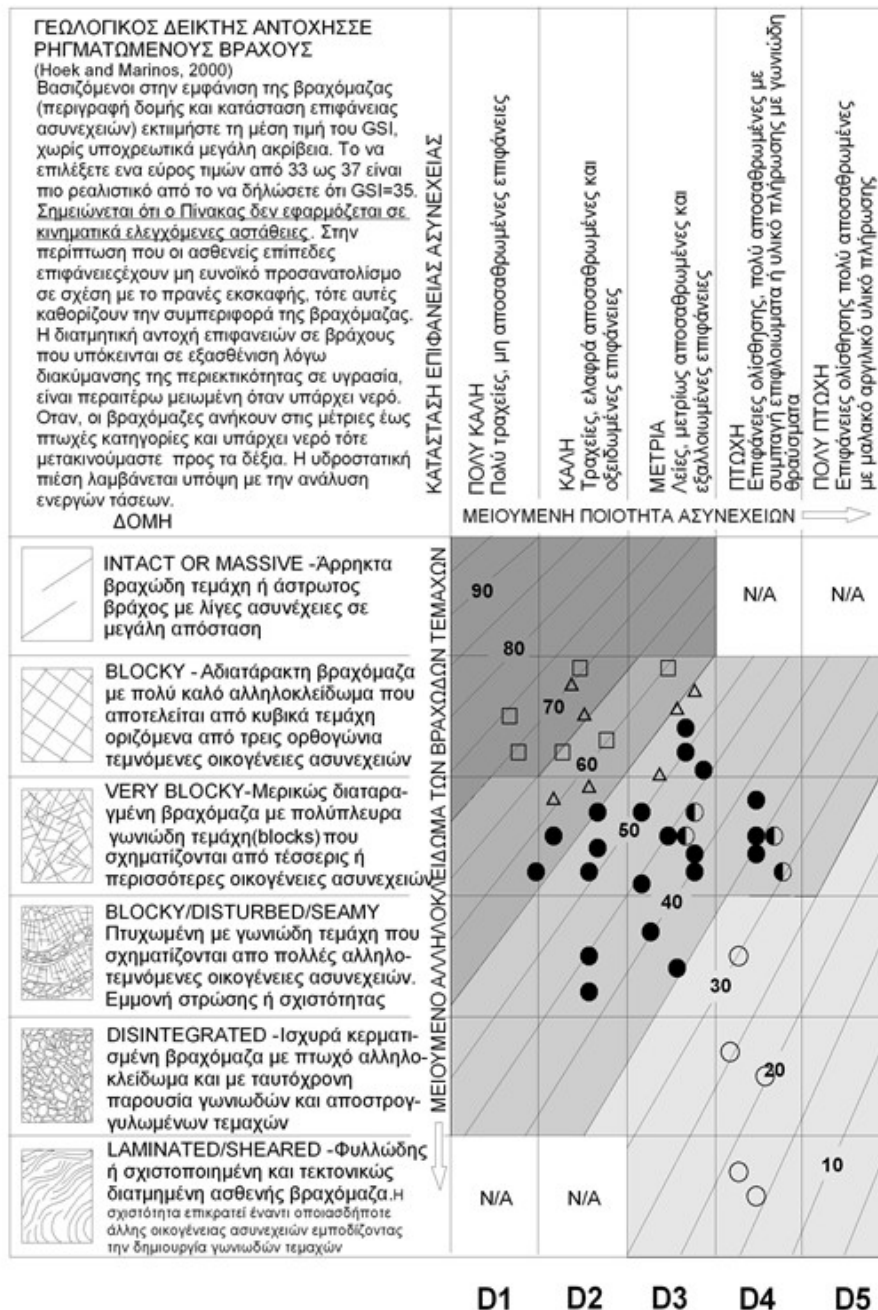 ΓΕΩΛΟΓΙΚΟΣ ΔΕΙΚΤΗΣ ΑΝΤΟΧΗΣΣΕ
ΡΗΓΜΑΤΩΜΕΝΟΥΣ ΒΡΑΧΟΥΣ
(Hoek and Marinos, 2000)
Βασιζόμενοι στην εμφάνιση της βραχόμαζας
(περιγραφή δομής και κατάσταση επιφάνειας
ασυνεχειών) εκτιιμήστε τη μέση τιμή του GSI,
χωρίς υποχρεωτικά μεγάλη ακρίβεια. Το να
επιλέξετε ενα εύρος τιμών από 33 ως 37 είναι
πιο ρεαλιστικό από το να δήλώσετε ότι GSI=35.
Σημειώνεται ότι ο Πίνακας δεν εφαρμόζεται σε
κινηματικά ελεγχόμενες αστάθειες. Στην
περίπτωση που οι ασθενείς επίπεδες
επιφάνειεςέχουν μη ευνοϊκό προσανατολίσμο
σε σχέση με το πρανές εκσκαφής, τότε αυτές
καθορίζουν την συμπεριφορά της βραχόμαζας.
Η διατμητική αντοχή επιφανειών σε βράχους
που υπόκεινται σε εξασθένιση λόγω
διακύμανσης της περιεκτικότητας σε υγρασία,
είναι περαιτέρω μειωμένη όταν υπάρχει νερό.
Οταν, οι βραχόμαζες ανήκουν στις μέτριες έως
πτωχές κατηγορίες και υπάρχει νερό τότε
μετακινούμαστε προς τα δέξια. Η υδροστατική
πιέση λαμβάνεται υπόψη με την ανάλυση
ενεργών τάσεων.
ΔΟΜΗ
ΚΑΤΑΣΤΑΣΗ ΕΠΙΦΑΝΕΙΑΣ ΑΣΥΝΕΧΕΙΑΣ
ΠΟΛΥ ΚΑΛΗ
Πολύ τραχείες, μη αποσαθρωμένες επιφάνειες
ΚΑΛΗ
Τραχείες, ελαφρά αποσαθρωμένες και
οξειδωμένες επιφάνειες
ΜΕΤΡΙΑ
Λείες, μετρίως αποσαθρωμένες και
εξαλλοιωμένες επιφάνειες
ΠΤΩΧΗ
Επιφάνειες ολίσθησης, πολύ αποσαθρωμένες με
συμπαγή επιφλοιωματα ή υλικό πλήρωσης με γωνιώδη
θραύσματα
ΠΟΛΥ ΠΤΩΧΗ
Επιφάνειες ολίσθησης πολύ αποσαθρωμένες
με μαλακό αργιλικό υλικό πλήρωσης
ΜΕΙΟΥΜΕΝΗ ΠΟΙΟΤΗΤΑ ΑΣΥΝΕΧΕΙΩΝ
ΜΕΙΟΥΜΕΝΟ ΑΛΛΗΛΟΚΛΕΙΔΩΜΑ ΤΩΝ ΒΡΑΧΩΔΩΝ ΤΕΜΑΧΩΝ
INTACT OR MASSIVE -Άρρηκτα
βραχώδη τεμάχη ή άστρωτος
βράχος με λίγες ασυνέχειες σε
μεγάλη απόσταση
90
N/A
N/A
80
BLOCKY - Αδιατάρακτη βραχόμαζα
με πολύ καλό αλληλοκλείδωμα που
αποτελείται από κυβικά τεμάχη
οριζόμενα από τρεις ορθογώνια
τεμνόμενες οικογένειες ασυνεχειών
70
60
VERY BLOCKY-Μερικώς διαταρα-
γμένη βραχόμαζα με πολύπλευρα
γωνιώδη τεμάχη(blocks) που
σχηματίζονται από τέσσερις ή
περισσότερες οικογένειες ασυνεχειών
50
BLOCKY/DISTURBED/SEAMY
Πτυχωμένη με γωνιώδη τεμάχη που
σχηματίζονται απο πολλές αλληλο-
τεμνόμενες οικογένειες ασυνεχειών.
Εμμονή στρώσης ή σχιστότητας
40
30
DISINTEGRATED -Ισχυρά κερματι-
σμένη βραχόμαζα με πτωχό αλληλο-
κλείδωμα και με ταυτόχρονη
παρουσία γωνιωδών και αποστρογ-
γυλωμένων τεμαχών
20
LAMINATED/SHEARED -Φυλλώδης
ή σχιστοποιημένη και τεκτονικώς
διατμημένη ασθενής βραχόμαζα.Η
σχιστότητα επικρατεί έναντι οποιασδήποτε
άλλης οικογένειας ασυνεχειών εμποδίζοντας
την δημιουργία γωνιωδών τεμαχών
N/A
N/A
10
D1 D2 D3 D4 D5